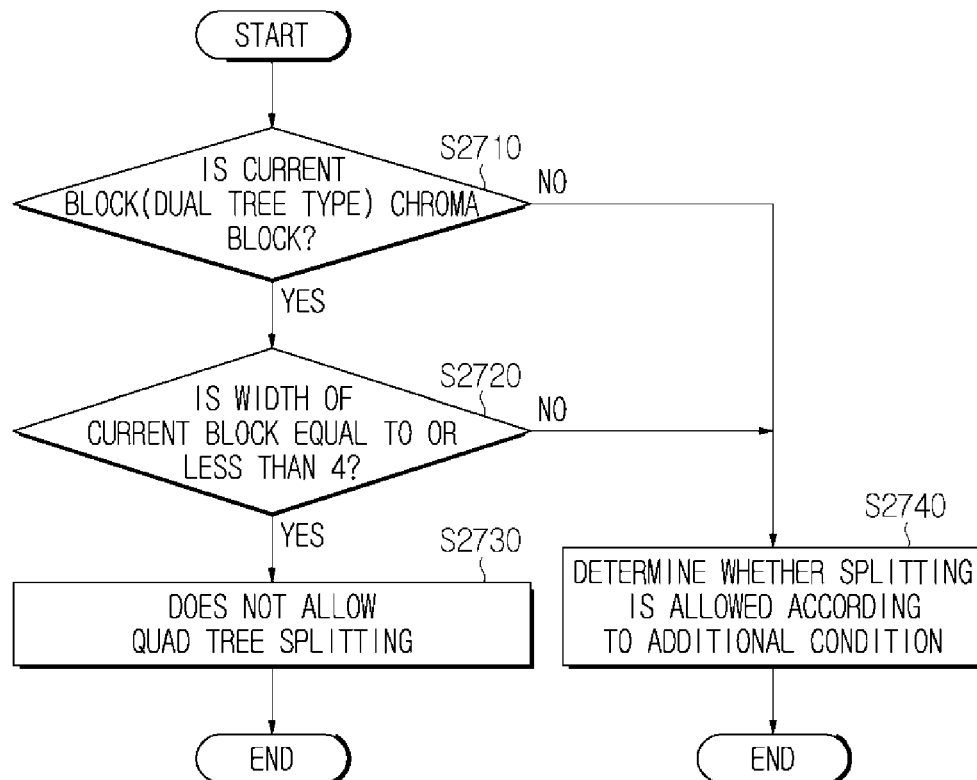 START
S2710
IS CURRENT
BLOCK(DUAL TREE TYPE) CHROMA
BLOCK?
NO
YES
S2720
IS WIDTH OF
CURRENT BLOCK EQUAL TO OR
LESS THAN 4?
NO
YES
S2730
DOES NOT ALLOW
QUAD TREE SPLITTING
S2740
DETERMINE WHETHER SPLITTING
IS ALLOWED ACCORDING
TO ADDITIONAL CONDITION
END
END